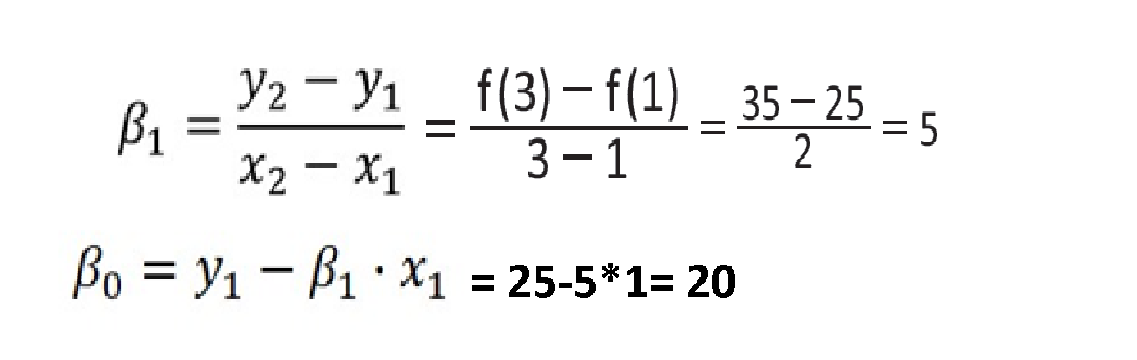 β₁ = (y₂ − y₁)/(x₂ − x₁) = (f(3) − f(1))/(3 − 1) = (35 − 25)/2 = 5
β₀ = y₁ − β₁ · x₁ = 25-5*1= 20